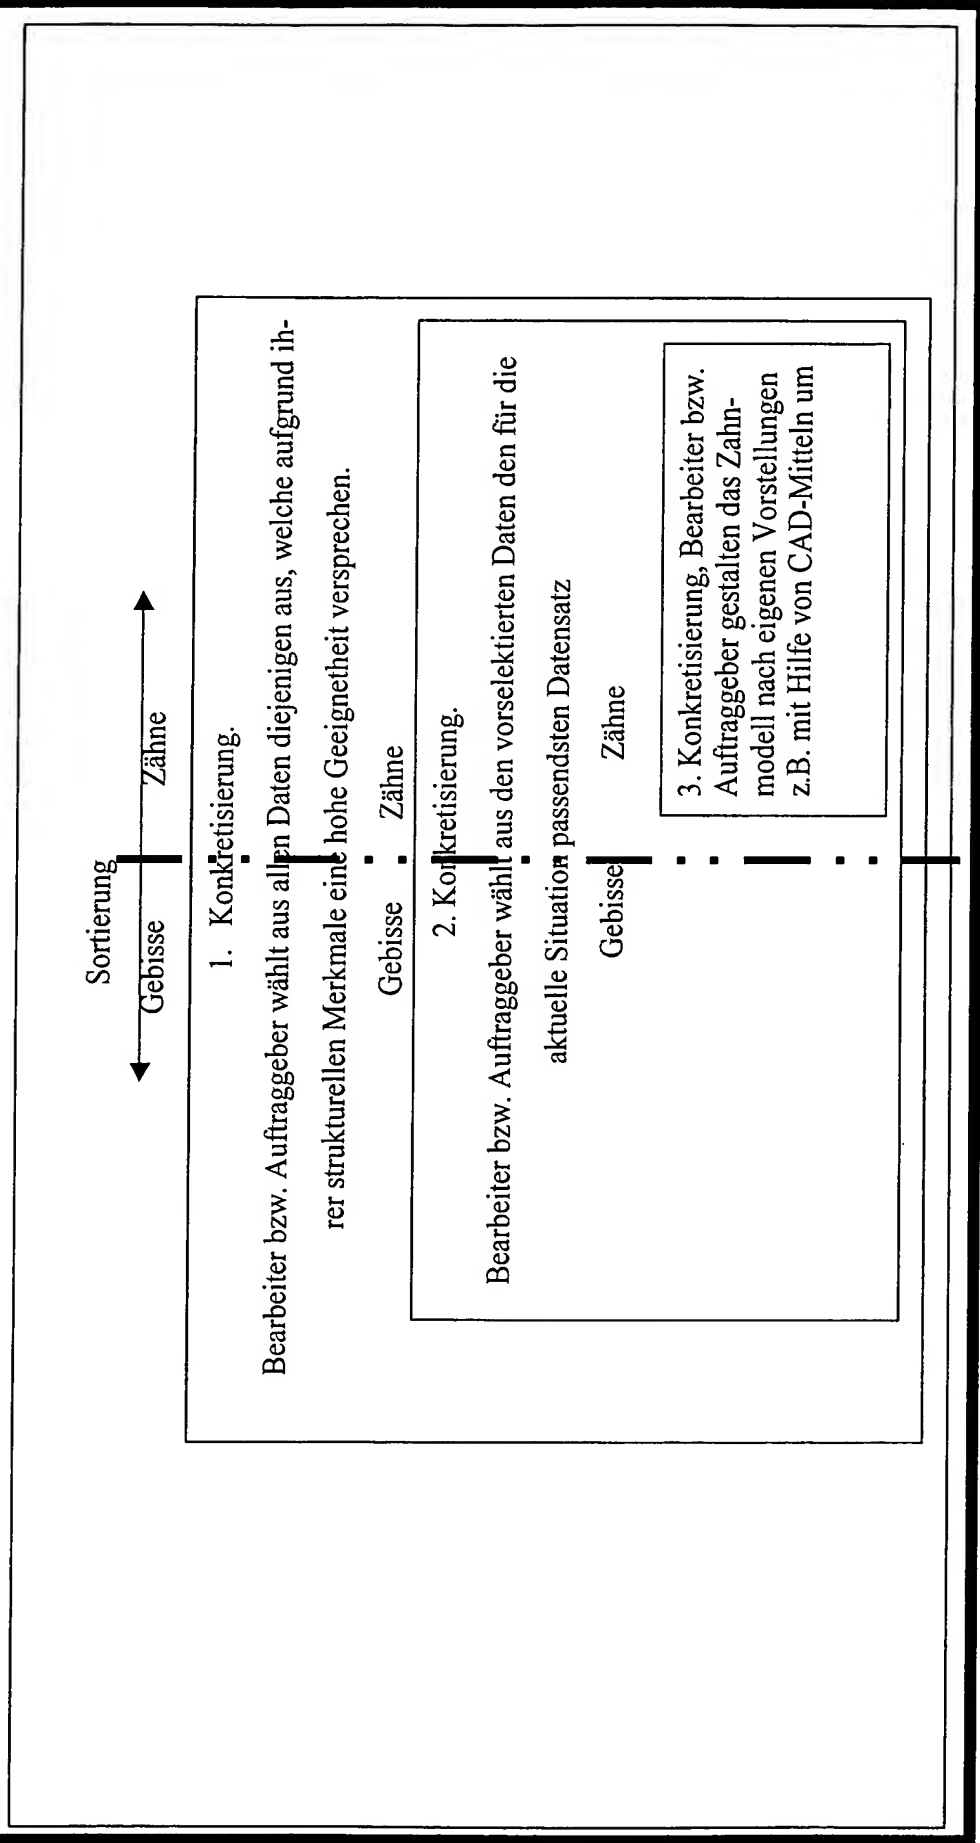 Sortierung
Gebisse Zähne
1. Konkretisierung.
Bearbeiter bzw. Auftraggeber wählt aus allen Daten diejenigen aus, welche aufgrund ih-
rer strukturellen Merkmale eine hohe Geeignetheit versprechen.
Gebisse Zähne
2. Konkretisierung.
Bearbeiter bzw. Auftraggeber wählt aus den vorselektierten Daten den für die
aktuelle Situation passendsten Datensatz
Gebisse Zähne
3. Konkretisierung, Bearbeiter bzw.
Auftraggeber gestalten das Zahn-
modell nach eigenen Vorstellungen
z.B. mit Hilfe von CAD-Mitteln um